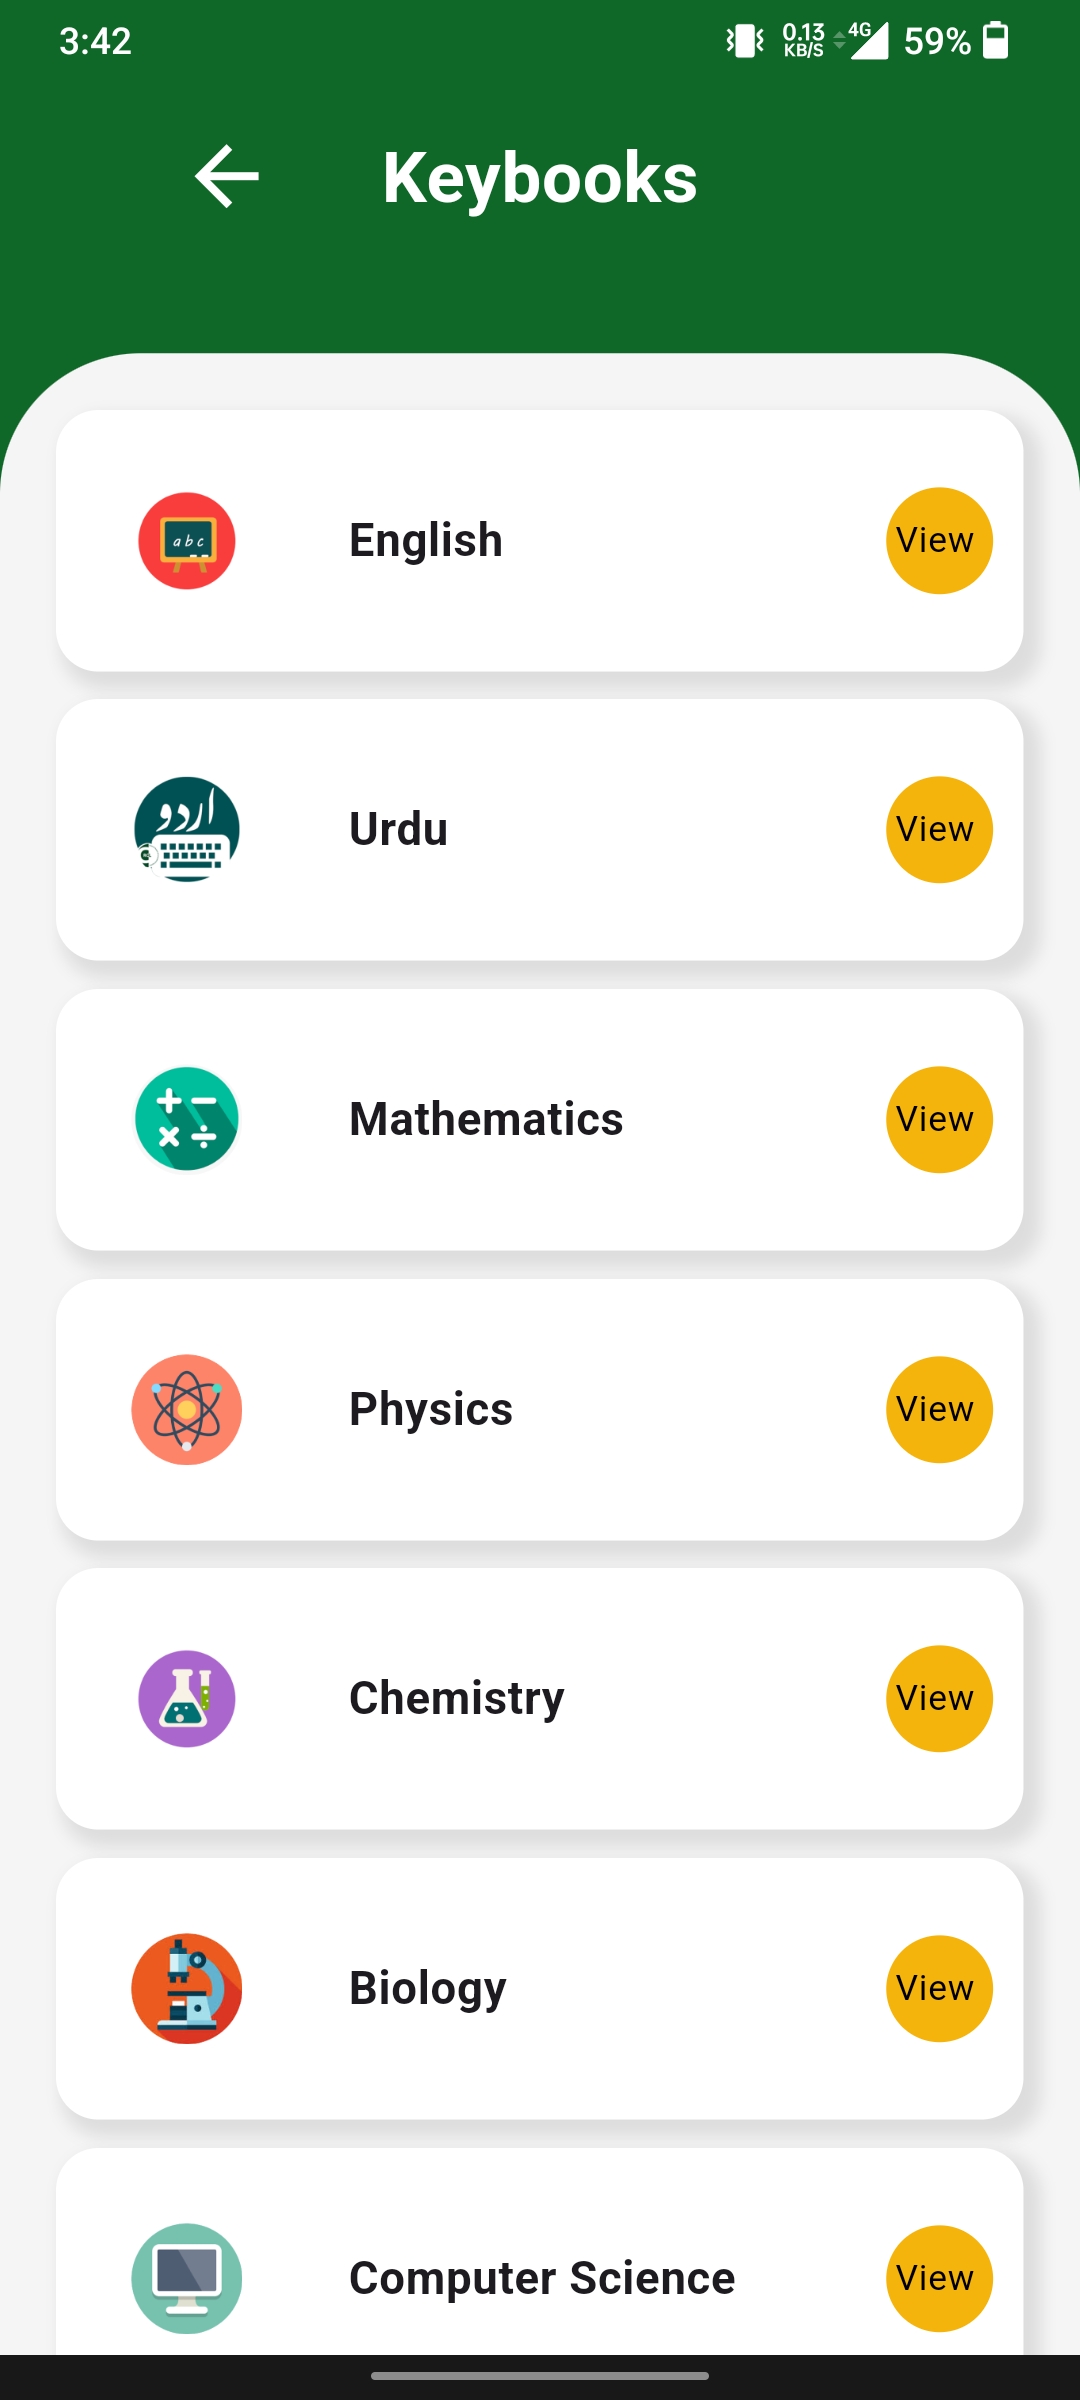 3:42
0.13
KB/S
4G
59%
Keybooks
abc
English
View
اردو
Urdu
View
Mathematics
View
Physics
View
Chemistry
View
Biology
View
Computer Science
View